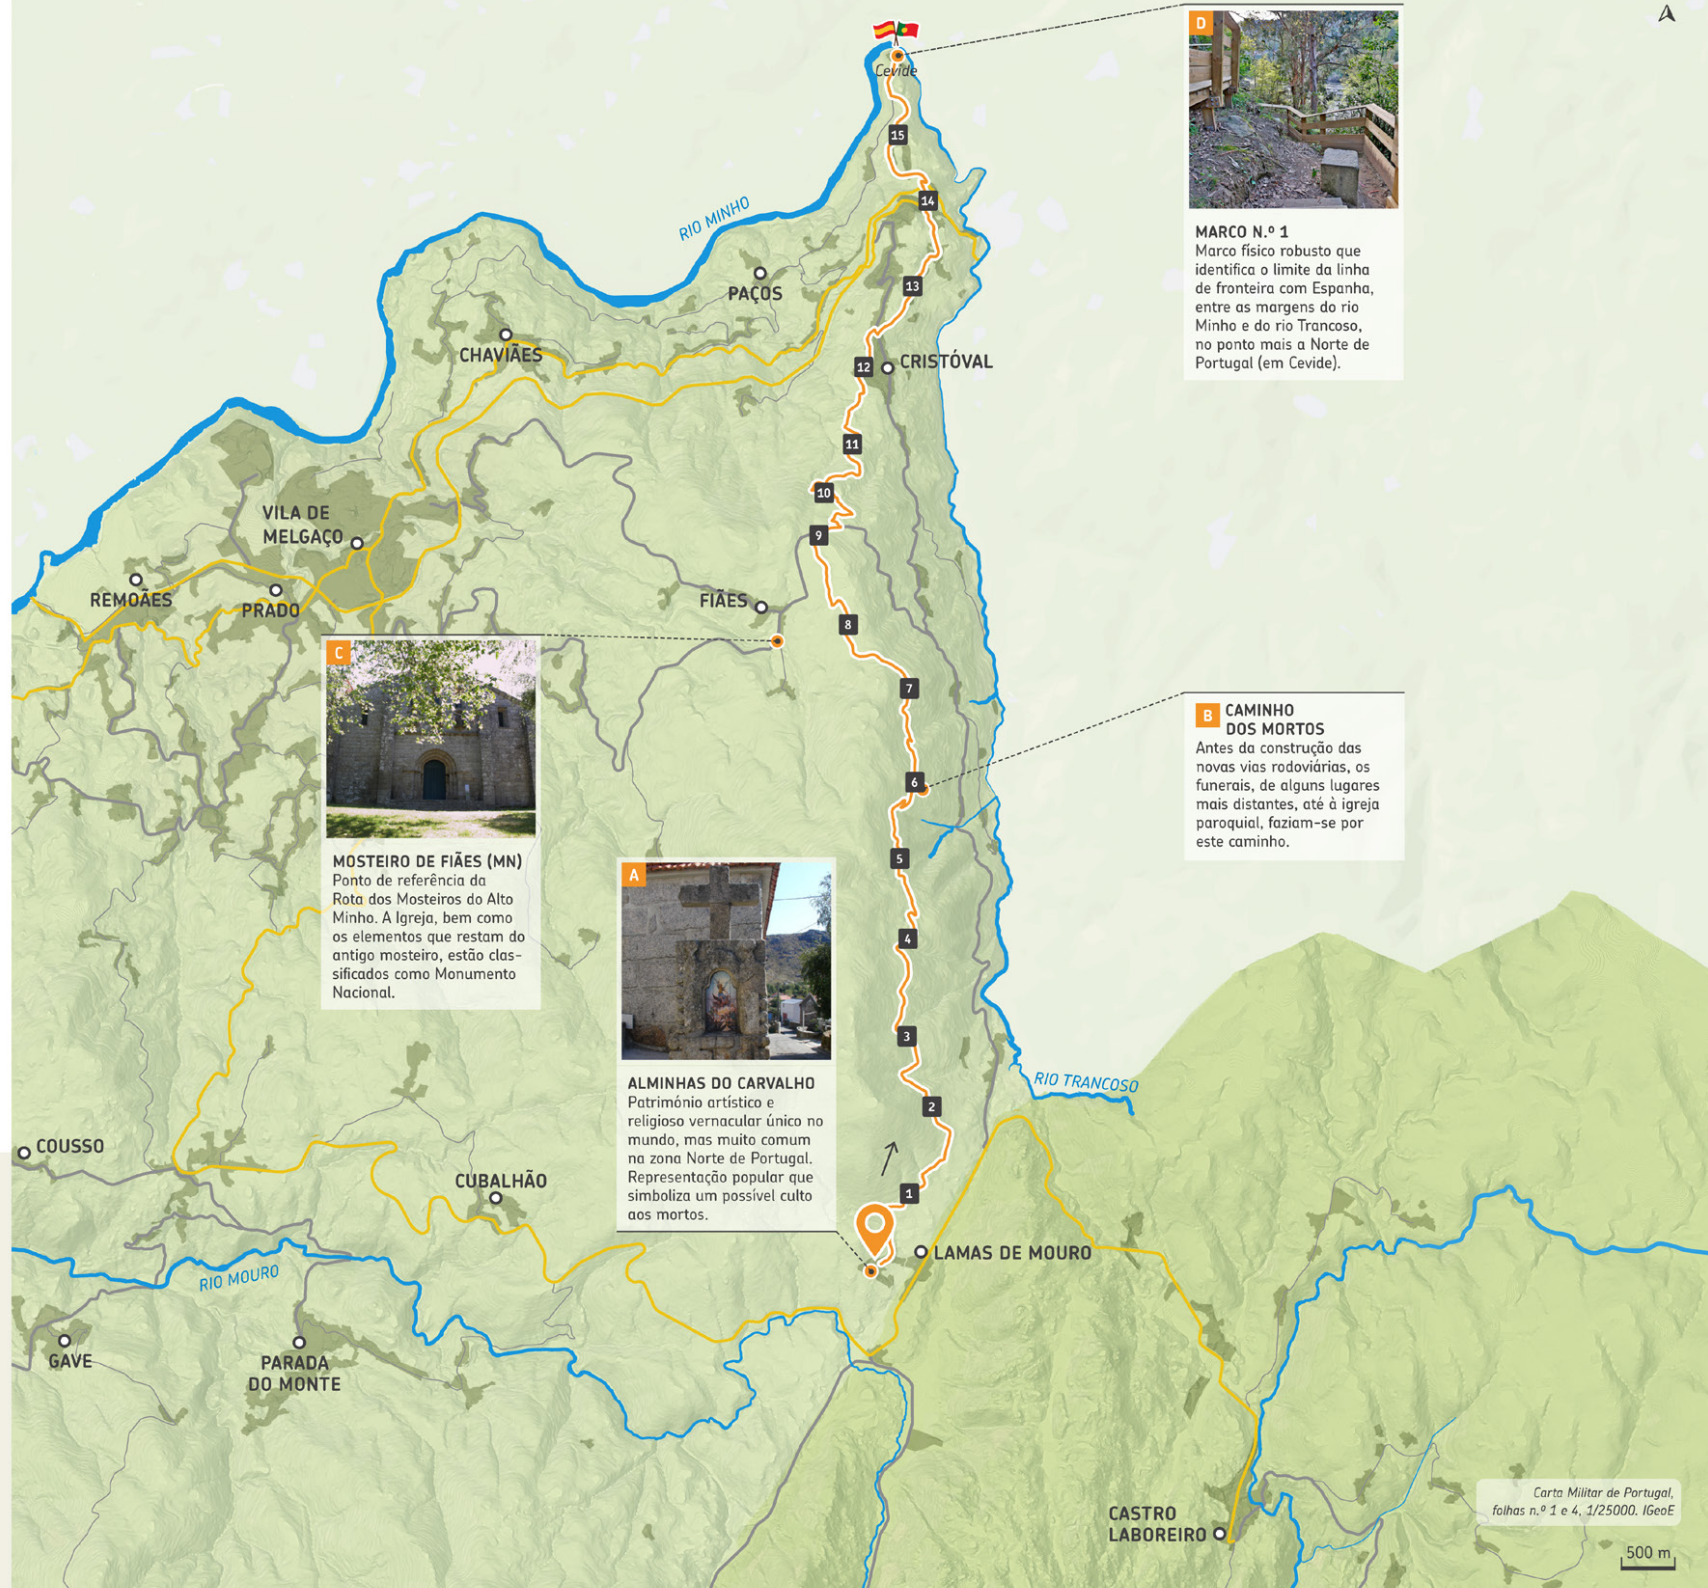 D
MARCO N.º 1
Marco físico robusto que
identifica o limite da linha
de fronteira com Espanha,
entre as margens do rio
Minho e do rio Trancoso,
no ponto mais a Norte de
Portugal (em Cevide).
Cevide
15
14
13
12
11
10
9
8
7
6
5
4
3
2
1
RIO MINHO
PAÇOS
CHAVIÃES
CRISTÓVAL
VILA DE
MELGAÇO
REMOÃES
PRADO
FIÃES
C
MOSTEIRO DE FIÃES (MN)
Ponto de referência da
Rota dos Mosteiros do Alto
Minho. A Igreja, bem como
os elementos que restam do
antigo mosteiro, estão clas-
sificados como Monumento
Nacional.
B
CAMINHO
DOS MORTOS
Antes da construção das
novas vias rodoviárias, os
funerais, de alguns lugares
mais distantes, até à igreja
paroquial, faziam-se por
este caminho.
A
ALMINHAS DO CARVALHO
Património artístico e
religioso vernacular único no
mundo, mas muito comum
na zona Norte de Portugal.
Representação popular que
simboliza um possível culto
aos mortos.
RIO TRANCOSO
COUSSO
CUBALHÃO
LAMAS DE MOURO
RIO MOURO
GAVE
PARADA
DO MONTE
CASTRO
LABOREIRO
Carta Militar de Portugal,
folhas n.º 1 e 4, 1/25000. IGeoE
500 m